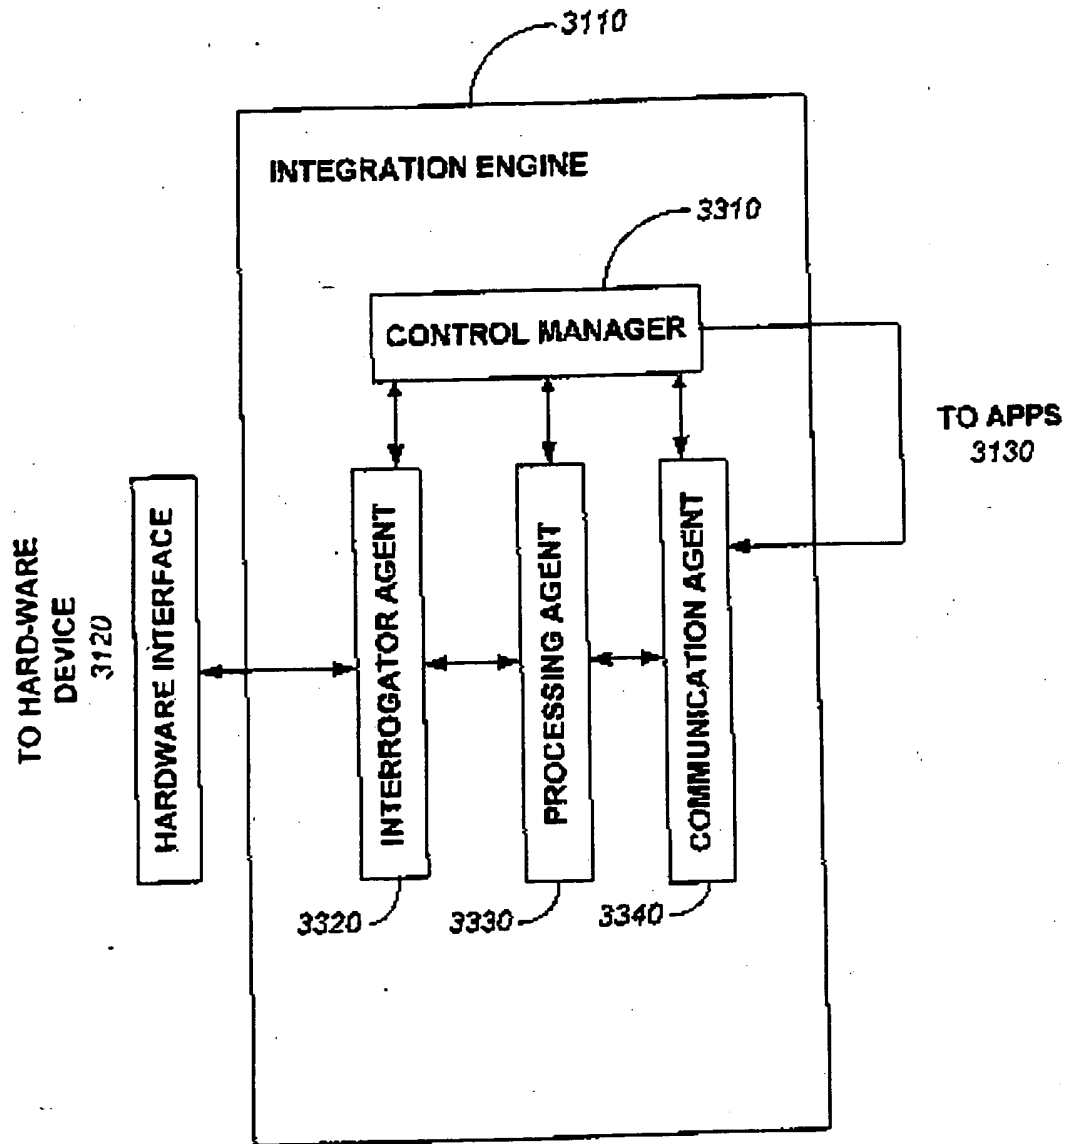 3110
INTEGRATION ENGINE
3310
CONTROL MANAGER
TO APPS
3130
TO HARD-WARE
DEVICE
3120
HARDWARE INTERFACE
INTERROGATOR AGENT
PROCESSING AGENT
COMMUNICATION AGENT
3320
3330
3340